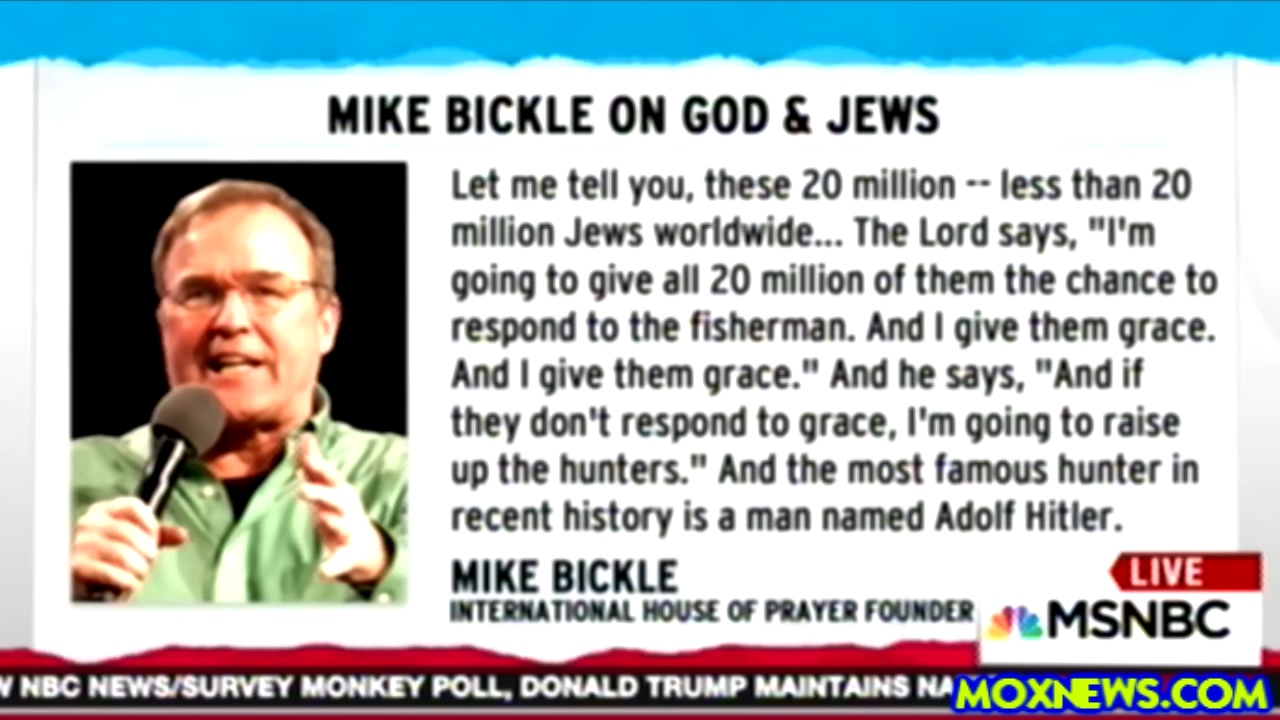 MIKE BICKLE ON GOD & JEWS
Let me tell you, these 20 million -- less than 20
million Jews worldwide... The Lord says, "I'm
going to give all 20 million of them the chance to
respond to the fisherman. And I give them grace.
And I give them grace." And he says, "And if
they don't respond to grace, I'm going to raise
up the hunters." And the most famous hunter in
recent history is a man named Adolf Hitler.
MIKE BICKLE
INTERNATIONAL HOUSE OF PRAYER FOUNDER
LIVE
MSNBC
W NBC NEWS/SURVEY MONKEY POLL, DONALD TRUMP MAINTAINS NA
MOXNEWS.COM